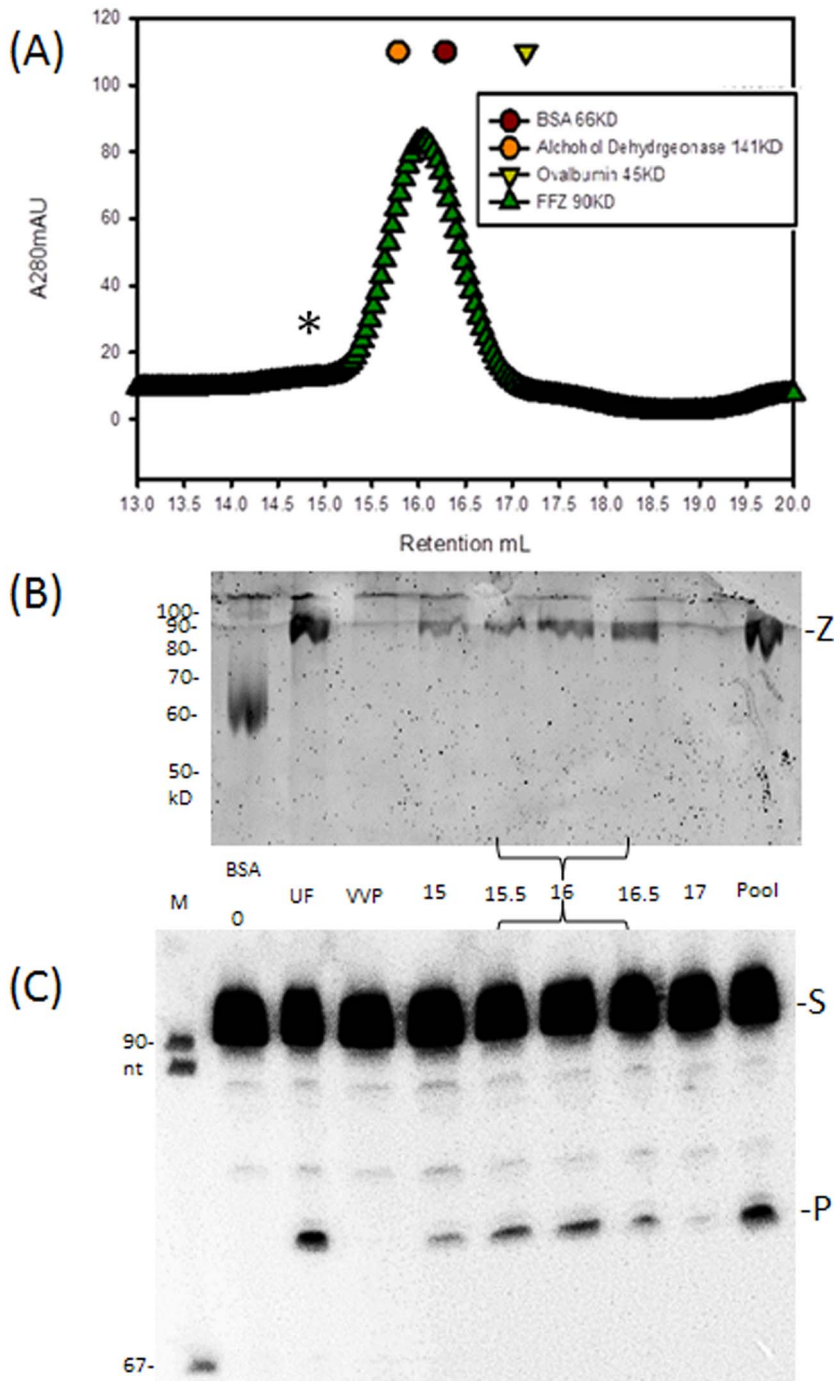 (A)
120
100
80
60
40
20
0
A280mAU
*
BSA 66KD
Alchohol Dehydrgeonase 141KD
Ovalbumin 45KD
FFZ 90KD
13.0 13.5 14.0 14.5 15.0 15.5 16.0 16.5 17.0 17.5 18.0 18.5 19.0 19.5 20.0
Retention mL
(B)
100-
90-
80-
70-
60-
50-
kD
-Z
M BSA UF VVP 15 15.5 16 16.5 17 Pool
0
(C)
90-
nt
67-
-S
-P